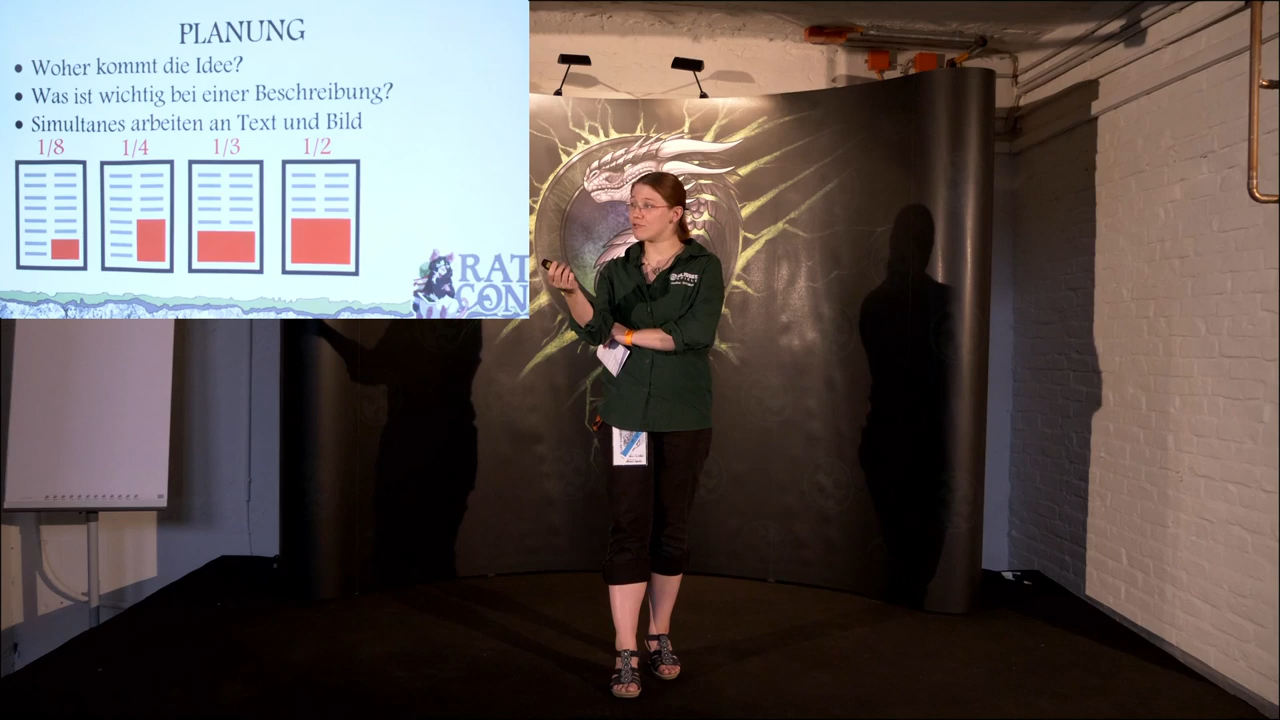 PLANUNG
• Woher kommt die Idee?
• Was ist wichtig bei einer Beschreibung?
• Simultanes arbeiten an Text und Bild
1/8 1/4 1/3 1/2
RAT
CON